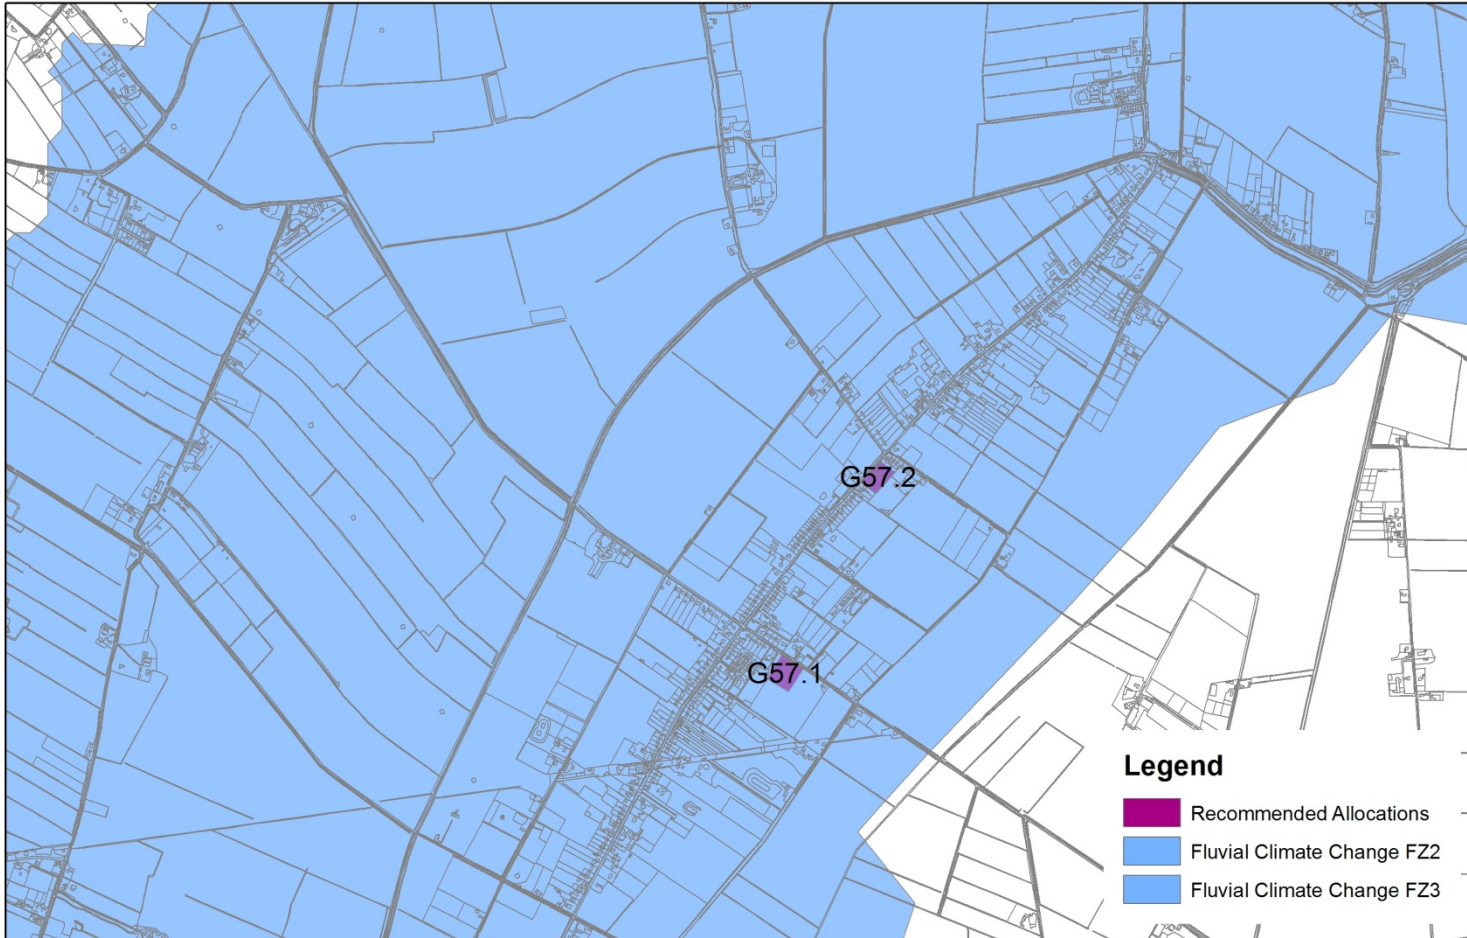 G57.2
G57.1
Legend
Recommended Allocations
Fluvial Climate Change FZ2
Fluvial Climate Change FZ3